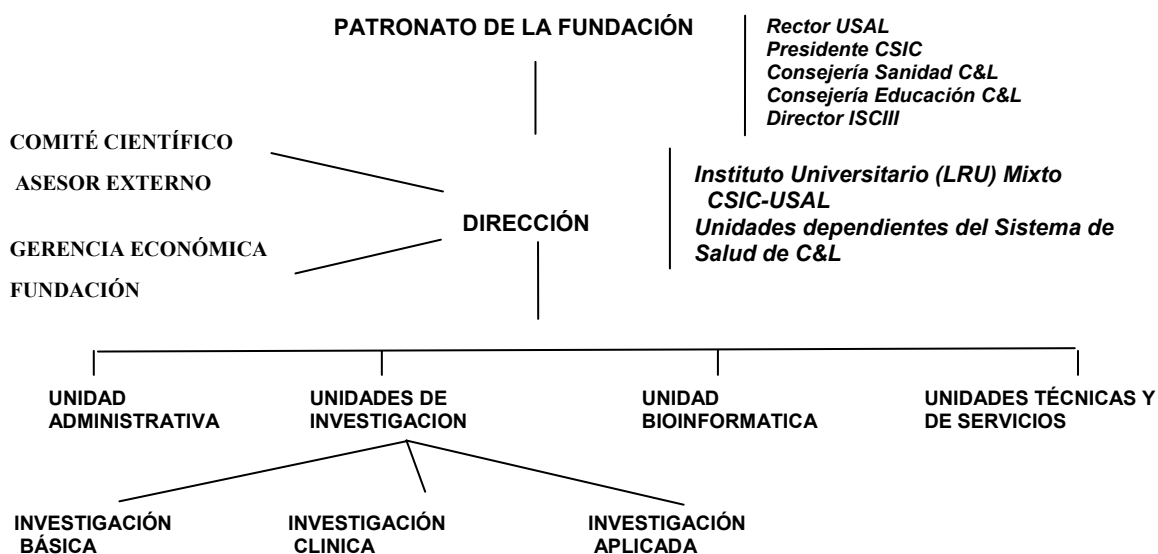 PATRONATO DE LA FUNDACIÓN
Rector USAL
Presidente CSIC
Consejería Sanidad C&L
Consejería Educación C&L
Director ISCIII
COMITÉ CIENTÍFICO
ASESOR EXTERNO
Instituto Universitario (LRU) Mixto
CSIC-USAL
Unidades dependientes del Sistema de
Salud de C&L
DIRECCIÓN
GERENCIA ECONÓMICA
FUNDACIÓN
UNIDAD
ADMINISTRATIVA
UNIDADES DE
INVESTIGACION
UNIDAD
BIOINFORMATICA
UNIDADES TÉCNICAS Y
DE SERVICIOS
INVESTIGACIÓN
BÁSICA
INVESTIGACIÓN
CLINICA
INVESTIGACIÓN
APLICADA